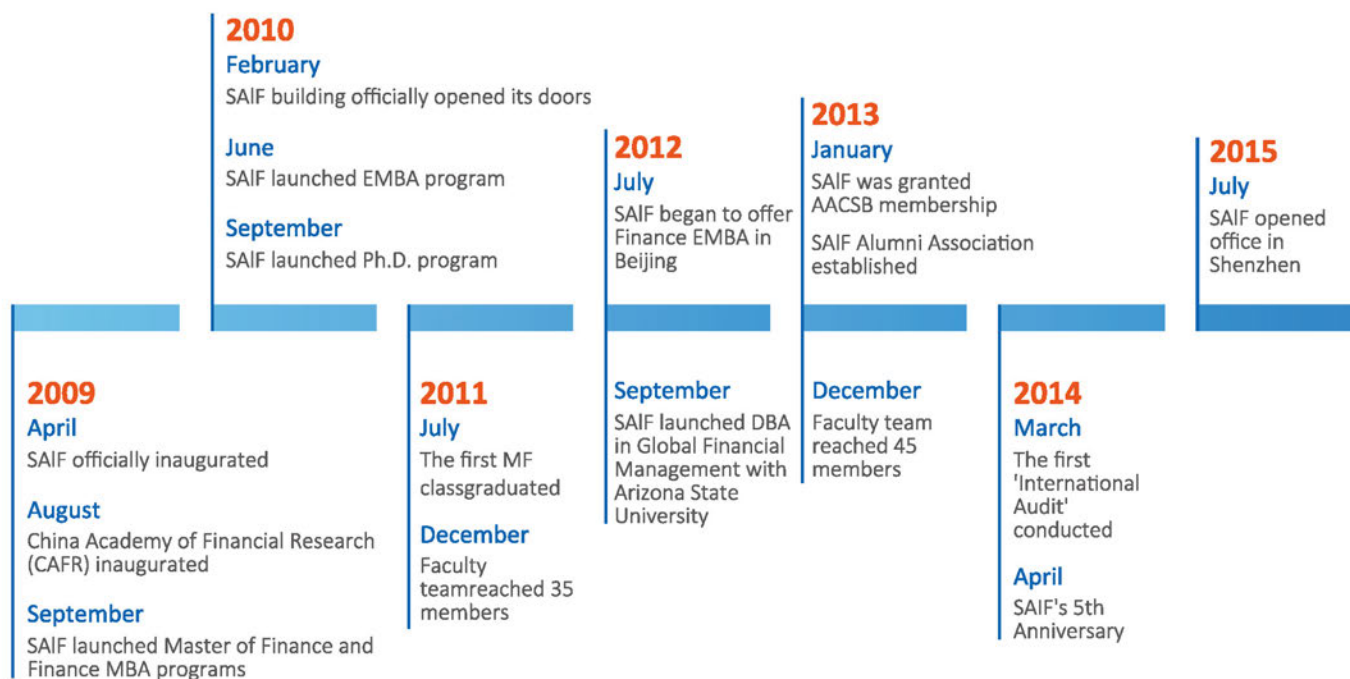 2009
April
SAIF officially inaugurated
August
China Academy of Financial Research
(CAFR) inaugurated
September
SAIF launched Master of Finance and
Finance MBA programs
2010
February
SAIF building officially opened its doors
June
SAIF launched EMBA program
September
SAIF launched Ph.D. program
2011
July
The first MF
classgraduated
December
Faculty
teamreached 35
members
2012
July
SAIF began to offer
Finance EMBA in
Beijing
September
SAIF launched DBA
in Global Financial
Management with
Arizona State
University
2013
January
SAIF was granted
AACSB membership
SAIF Alumni Association
established
December
Faculty team
reached 45
members
2014
March
The first
'International
Audit'
conducted
April
SAIF's 5th
Anniversary
2015
July
SAIF opened
office in
Shenzhen